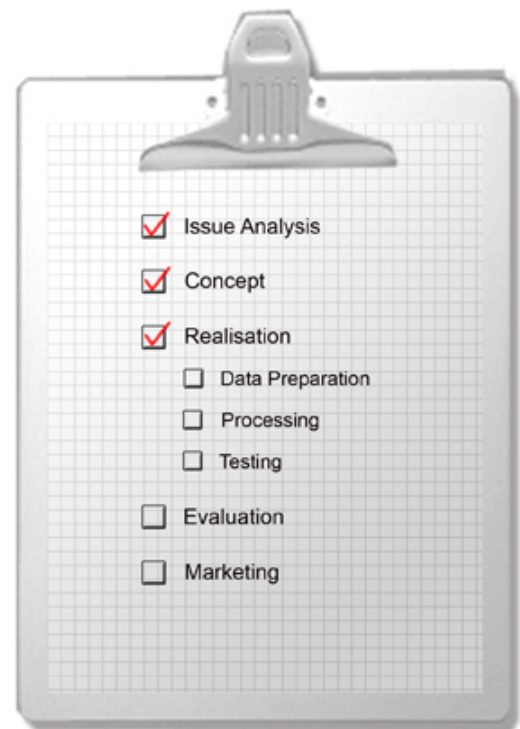 Issue Analysis
Concept
Realisation
Data Preparation
Processing
Testing
Evaluation
Marketing